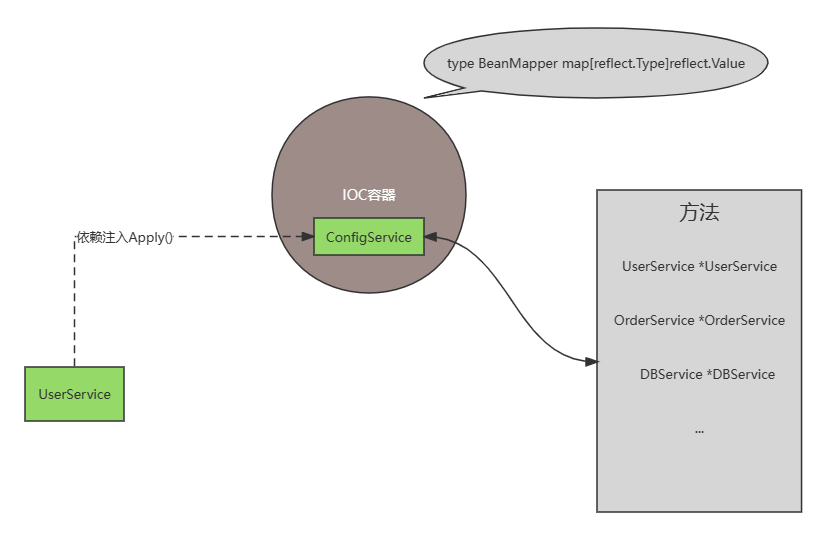 type BeanMapper map[reflect.Type]reflect.Value
IOC容器
ConfigService
依赖注入Apply()
UserService
方法
UserService *UserService
OrderService *OrderService
DBService *DBService
...